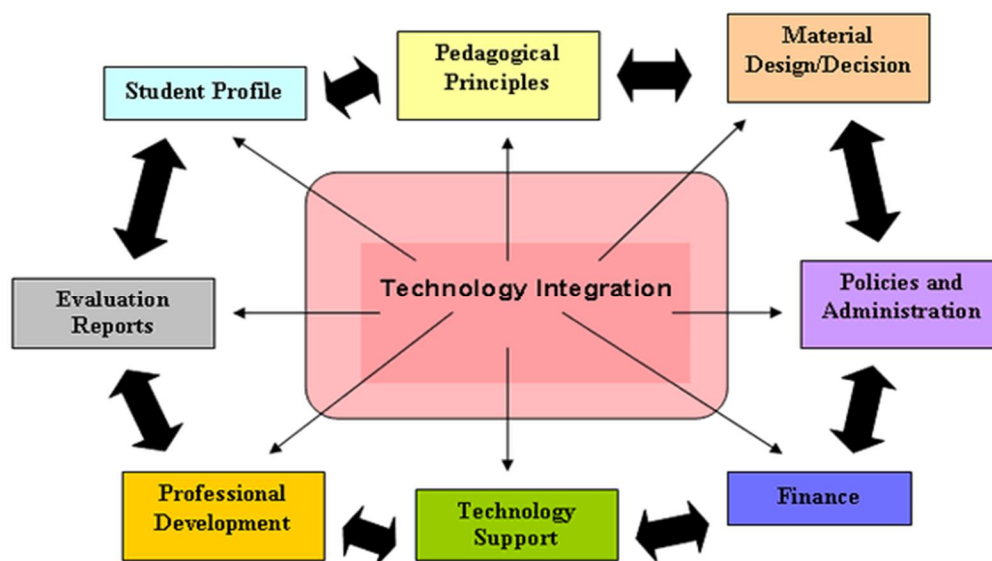 Pedagogical
Principles
Material
Design/Decision
Student Profile
Technology Integration
Evaluation
Reports
Policies and
Administration
Professional
Development
Technology
Support
Finance